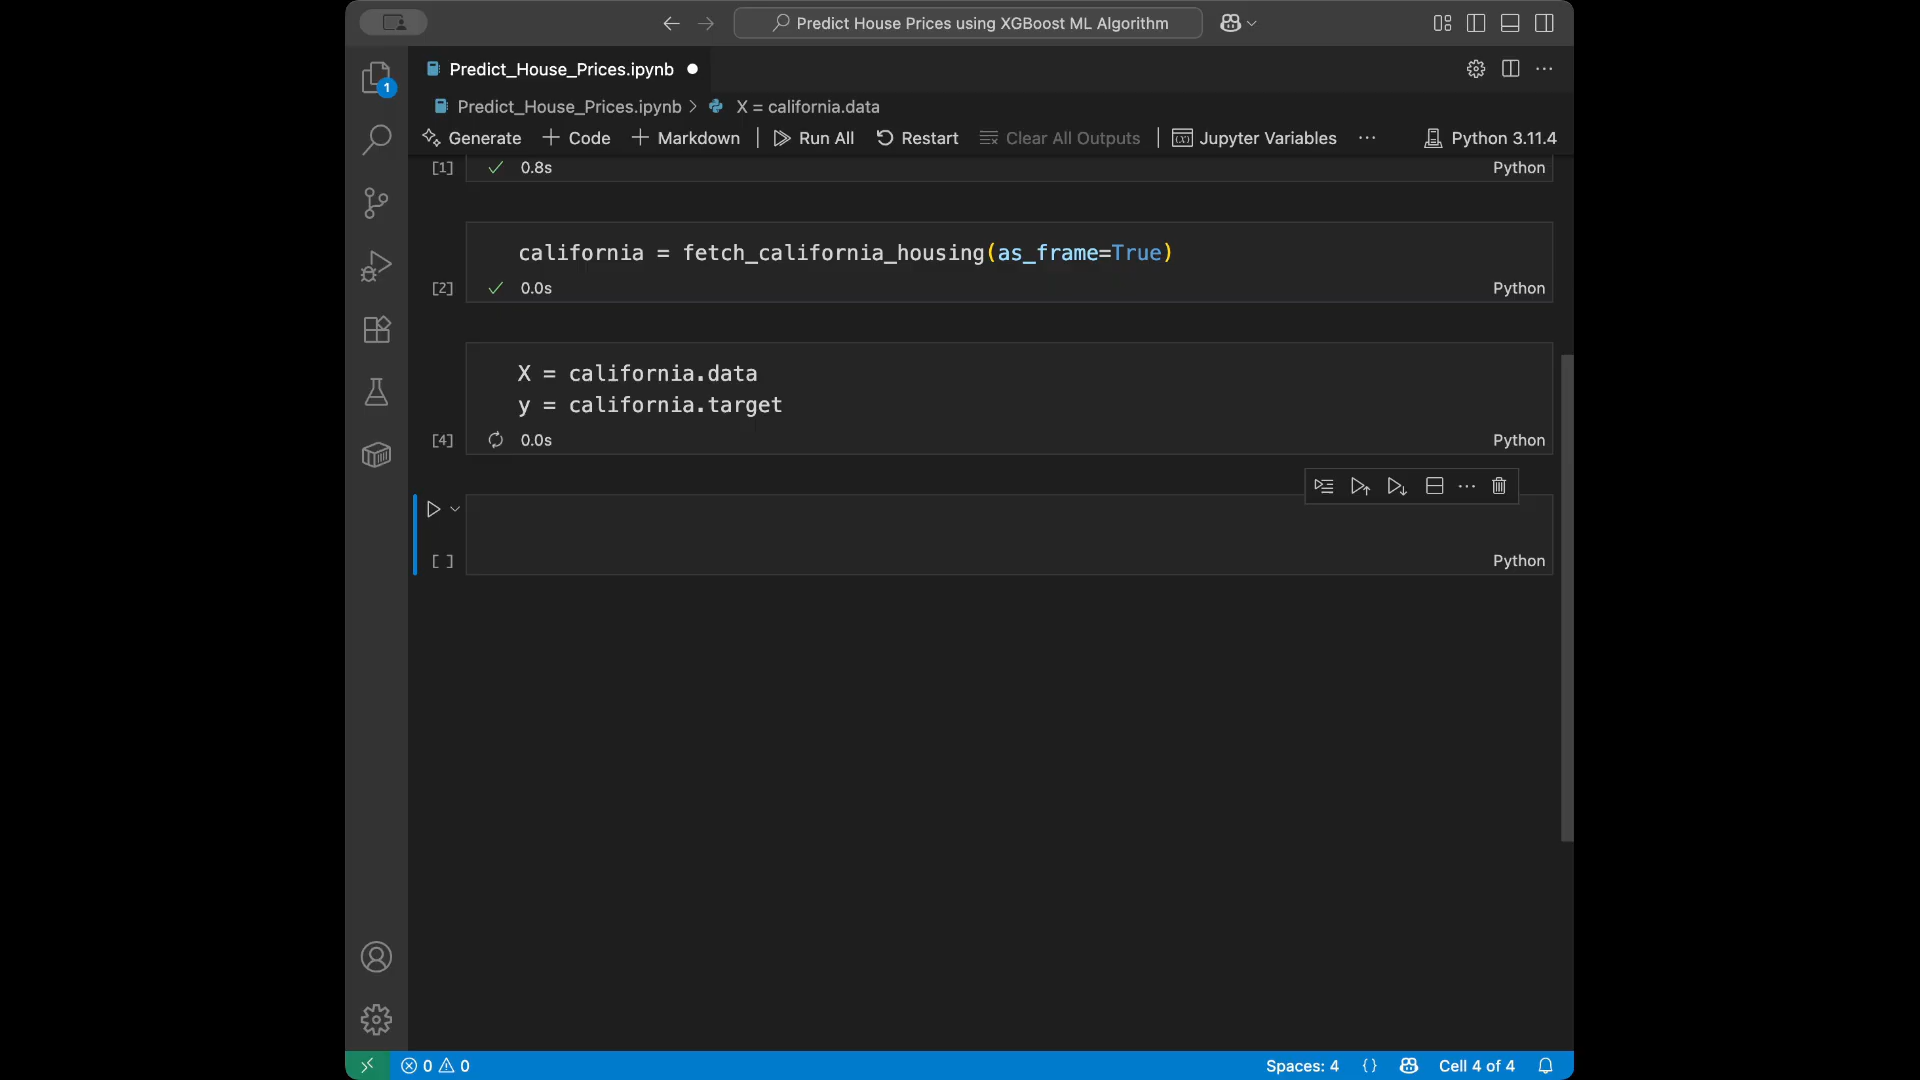 Predict House Prices using XGBoost ML Algorithm
Predict_House_Prices.ipynb
1
Predict_House_Prices.ipynb > X = california.data
Generate + Code + Markdown | Run All Restart Clear All Outputs | Jupyter Variables ... Python 3.11.4
[1] 0.8s Python
california = fetch_california_housing(as_frame=True)
[2] 0.0s Python
X = california.data
y = california.target
[4] 0.0s Python
[ ] Python
0 0 Spaces: 4 {} Cell 4 of 4